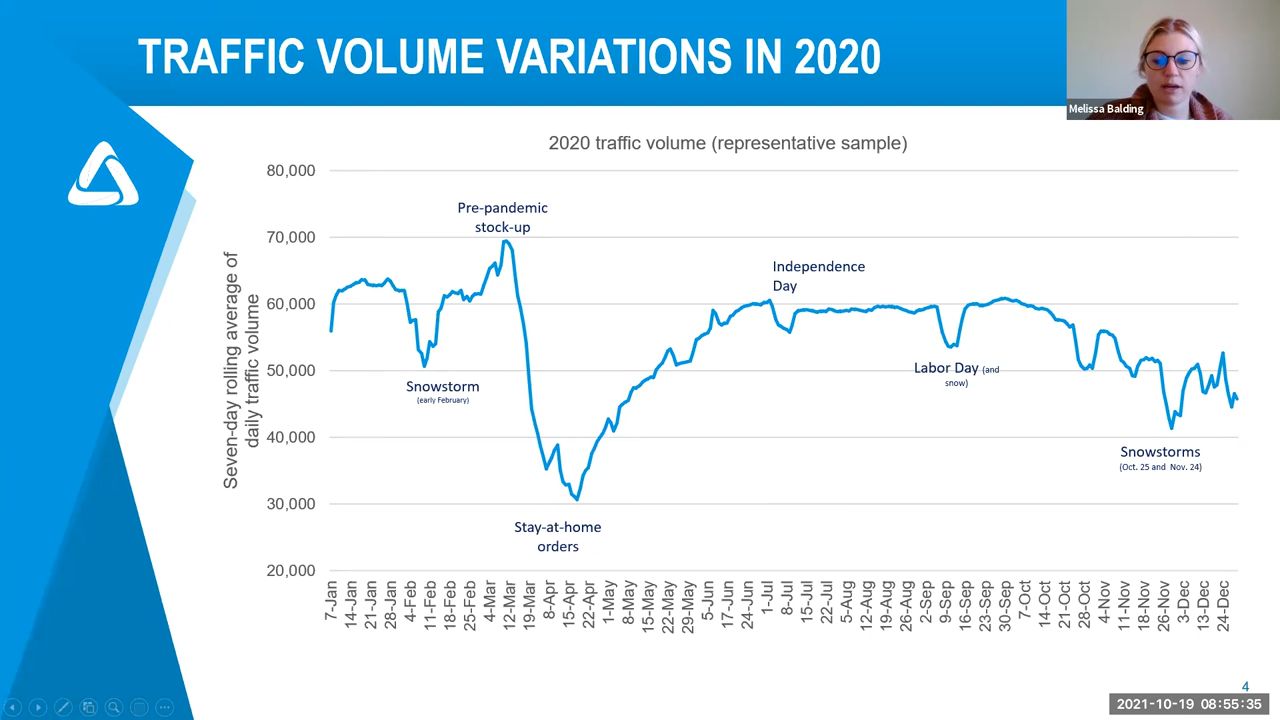 TRAFFIC VOLUME VARIATIONS IN 2020
Melissa Balding
2020 traffic volume (representative sample)
Seven-day rolling average of
daily traffic volume
80,000
70,000
60,000
50,000
40,000
30,000
20,000
Pre-pandemic
stock-up
Independence
Day
Snowstorm
(early February)
Labor Day (and
snow)
Snowstorms
(Oct. 25 and Nov. 24)
Stay-at-home
orders
7-Jan
14-Jan
21-Jan
28-Jan
4-Feb
11-Feb
18-Feb
25-Feb
4-Mar
12-Mar
19-Mar
8-Apr
15-Apr
22-Apr
1-May
8-May
15-May
22-May
29-May
5-Jun
17-Jun
24-Jun
1-Jul
8-Jul
15-Jul
22-Jul
5-Aug
12-Aug
19-Aug
26-Aug
2-Sep
9-Sep
16-Sep
23-Sep
30-Sep
7-Oct
14-Oct
21-Oct
28-Oct
4-Nov
11-Nov
18-Nov
26-Nov
3-Dec
13-Dec
24-Dec
4
2021-10-19 08:55:35